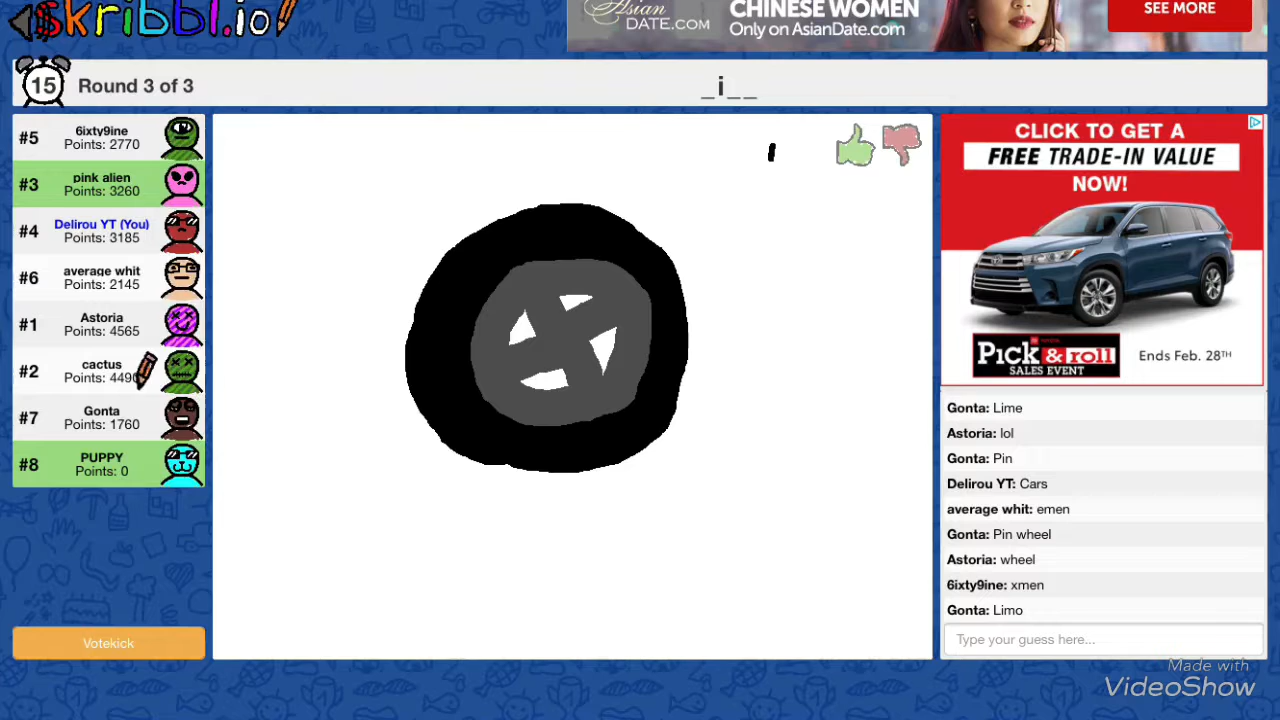 skribbl.io
Asian
DATE.COM
CHINESE WOMEN
Only on AsianDate.com
SEE MORE
15
Round 3 of 3
_i__
#5
6ixty9ine
Points: 2770
#3
pink alien
Points: 3260
#4
Delirou YT (You)
Points: 3185
#6
average whit
Points: 2145
#1
Astoria
Points: 4565
#2
cactus
Points: 4490
#7
Gonta
Points: 1760
#8
PUPPY
Points: 0
Votekick
CLICK TO GET A
FREE TRADE-IN VALUE
NOW!
PICK & roll
SALES EVENT
Ends Feb. 28TH
Gonta: Lime
Astoria: lol
Gonta: Pin
Delirou YT: Cars
average whit: emen
Gonta: Pin wheel
Astoria: wheel
6ixty9ine: xmen
Gonta: Limo
Type your guess here...
Made with
VideoShow